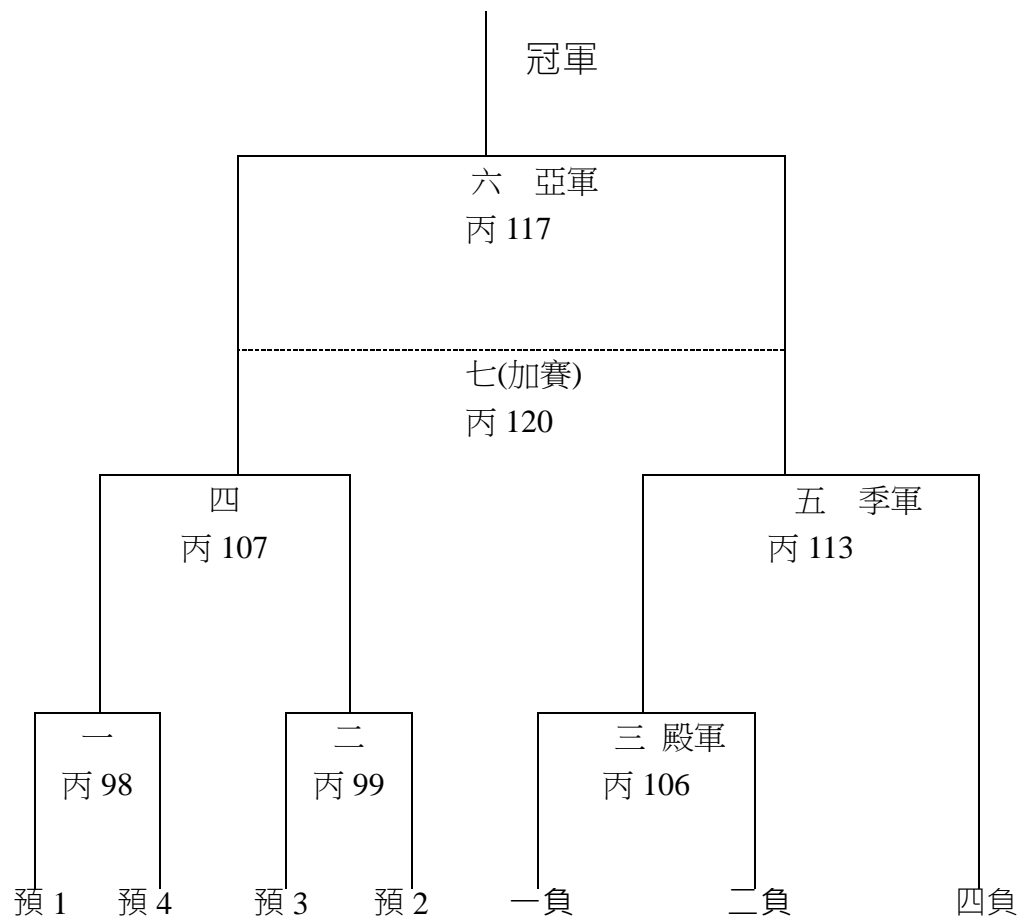 冠軍
六 亞軍
丙 117
七(加賽)
丙 120
四
丙 107
五 季軍
丙 113
一
丙 98
二
丙 99
三 殿軍
丙 106
預 1 預 4 預 3 預 2 一負 二負 四負